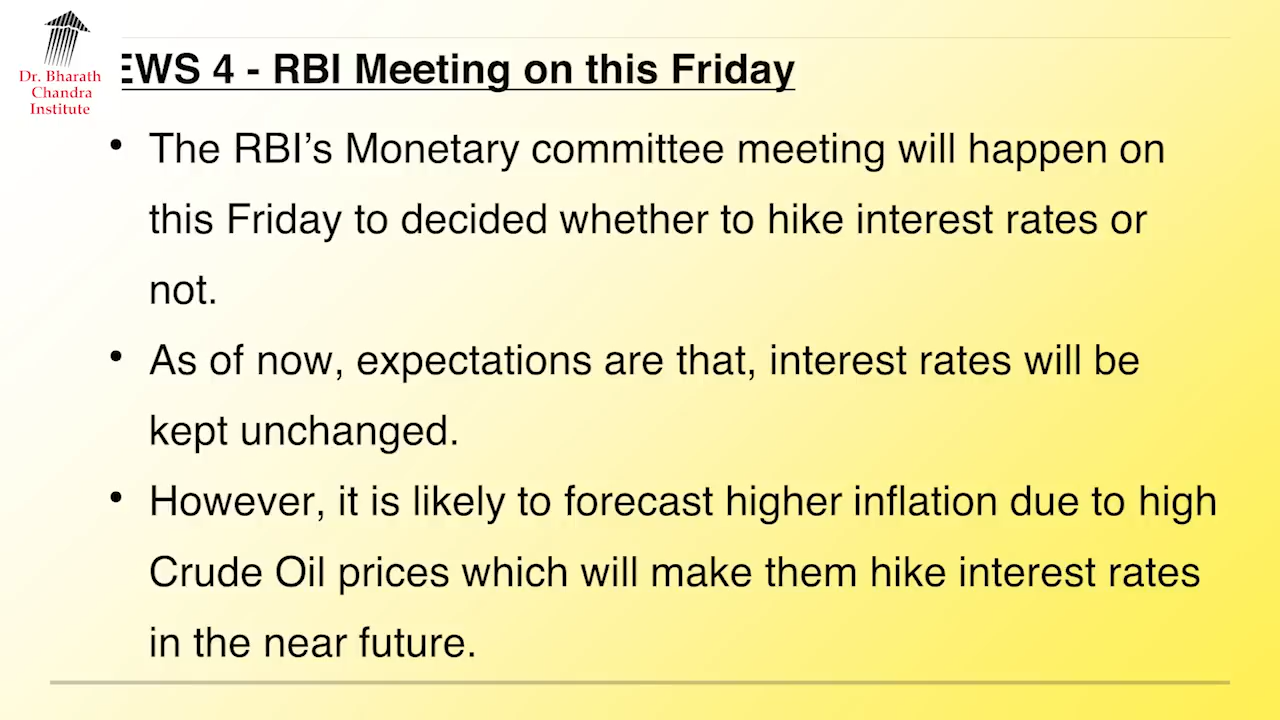 Dr. Bharath
Chandra
Institute
EWS 4 - RBI Meeting on this Friday
• The RBI’s Monetary committee meeting will happen on
this Friday to decided whether to hike interest rates or
not.
• As of now, expectations are that, interest rates will be
kept unchanged.
• However, it is likely to forecast higher inflation due to high
Crude Oil prices which will make them hike interest rates
in the near future.